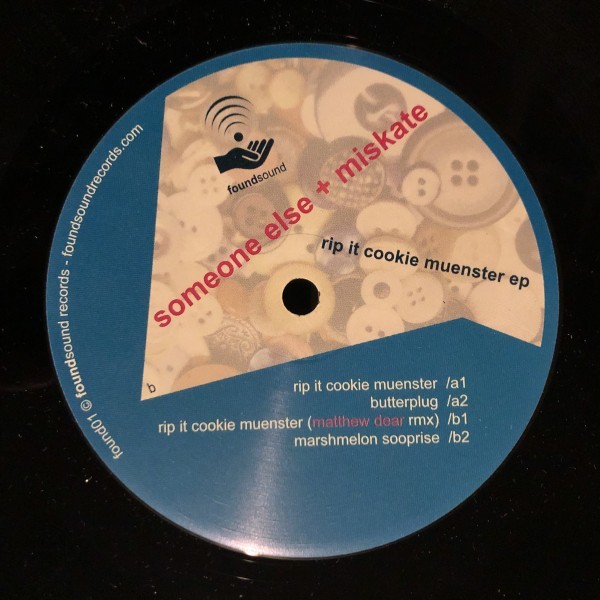 foundsound
someone else + miskate
rip it cookie muenster ep
b
rip it cookie muenster /a1
butterplug /a2
rip it cookie muenster (matthew dear rmx) /b1
marshmelon sooprise /b2
found01 © foundsound records - foundsoundrecords.com